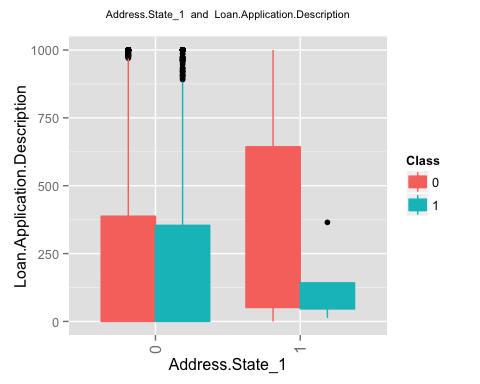 Address.State_1 and Loan.Application.Description
Loan.Application.Description
1000
750
500
250
0
0
1
Address.State_1
Class
0
1